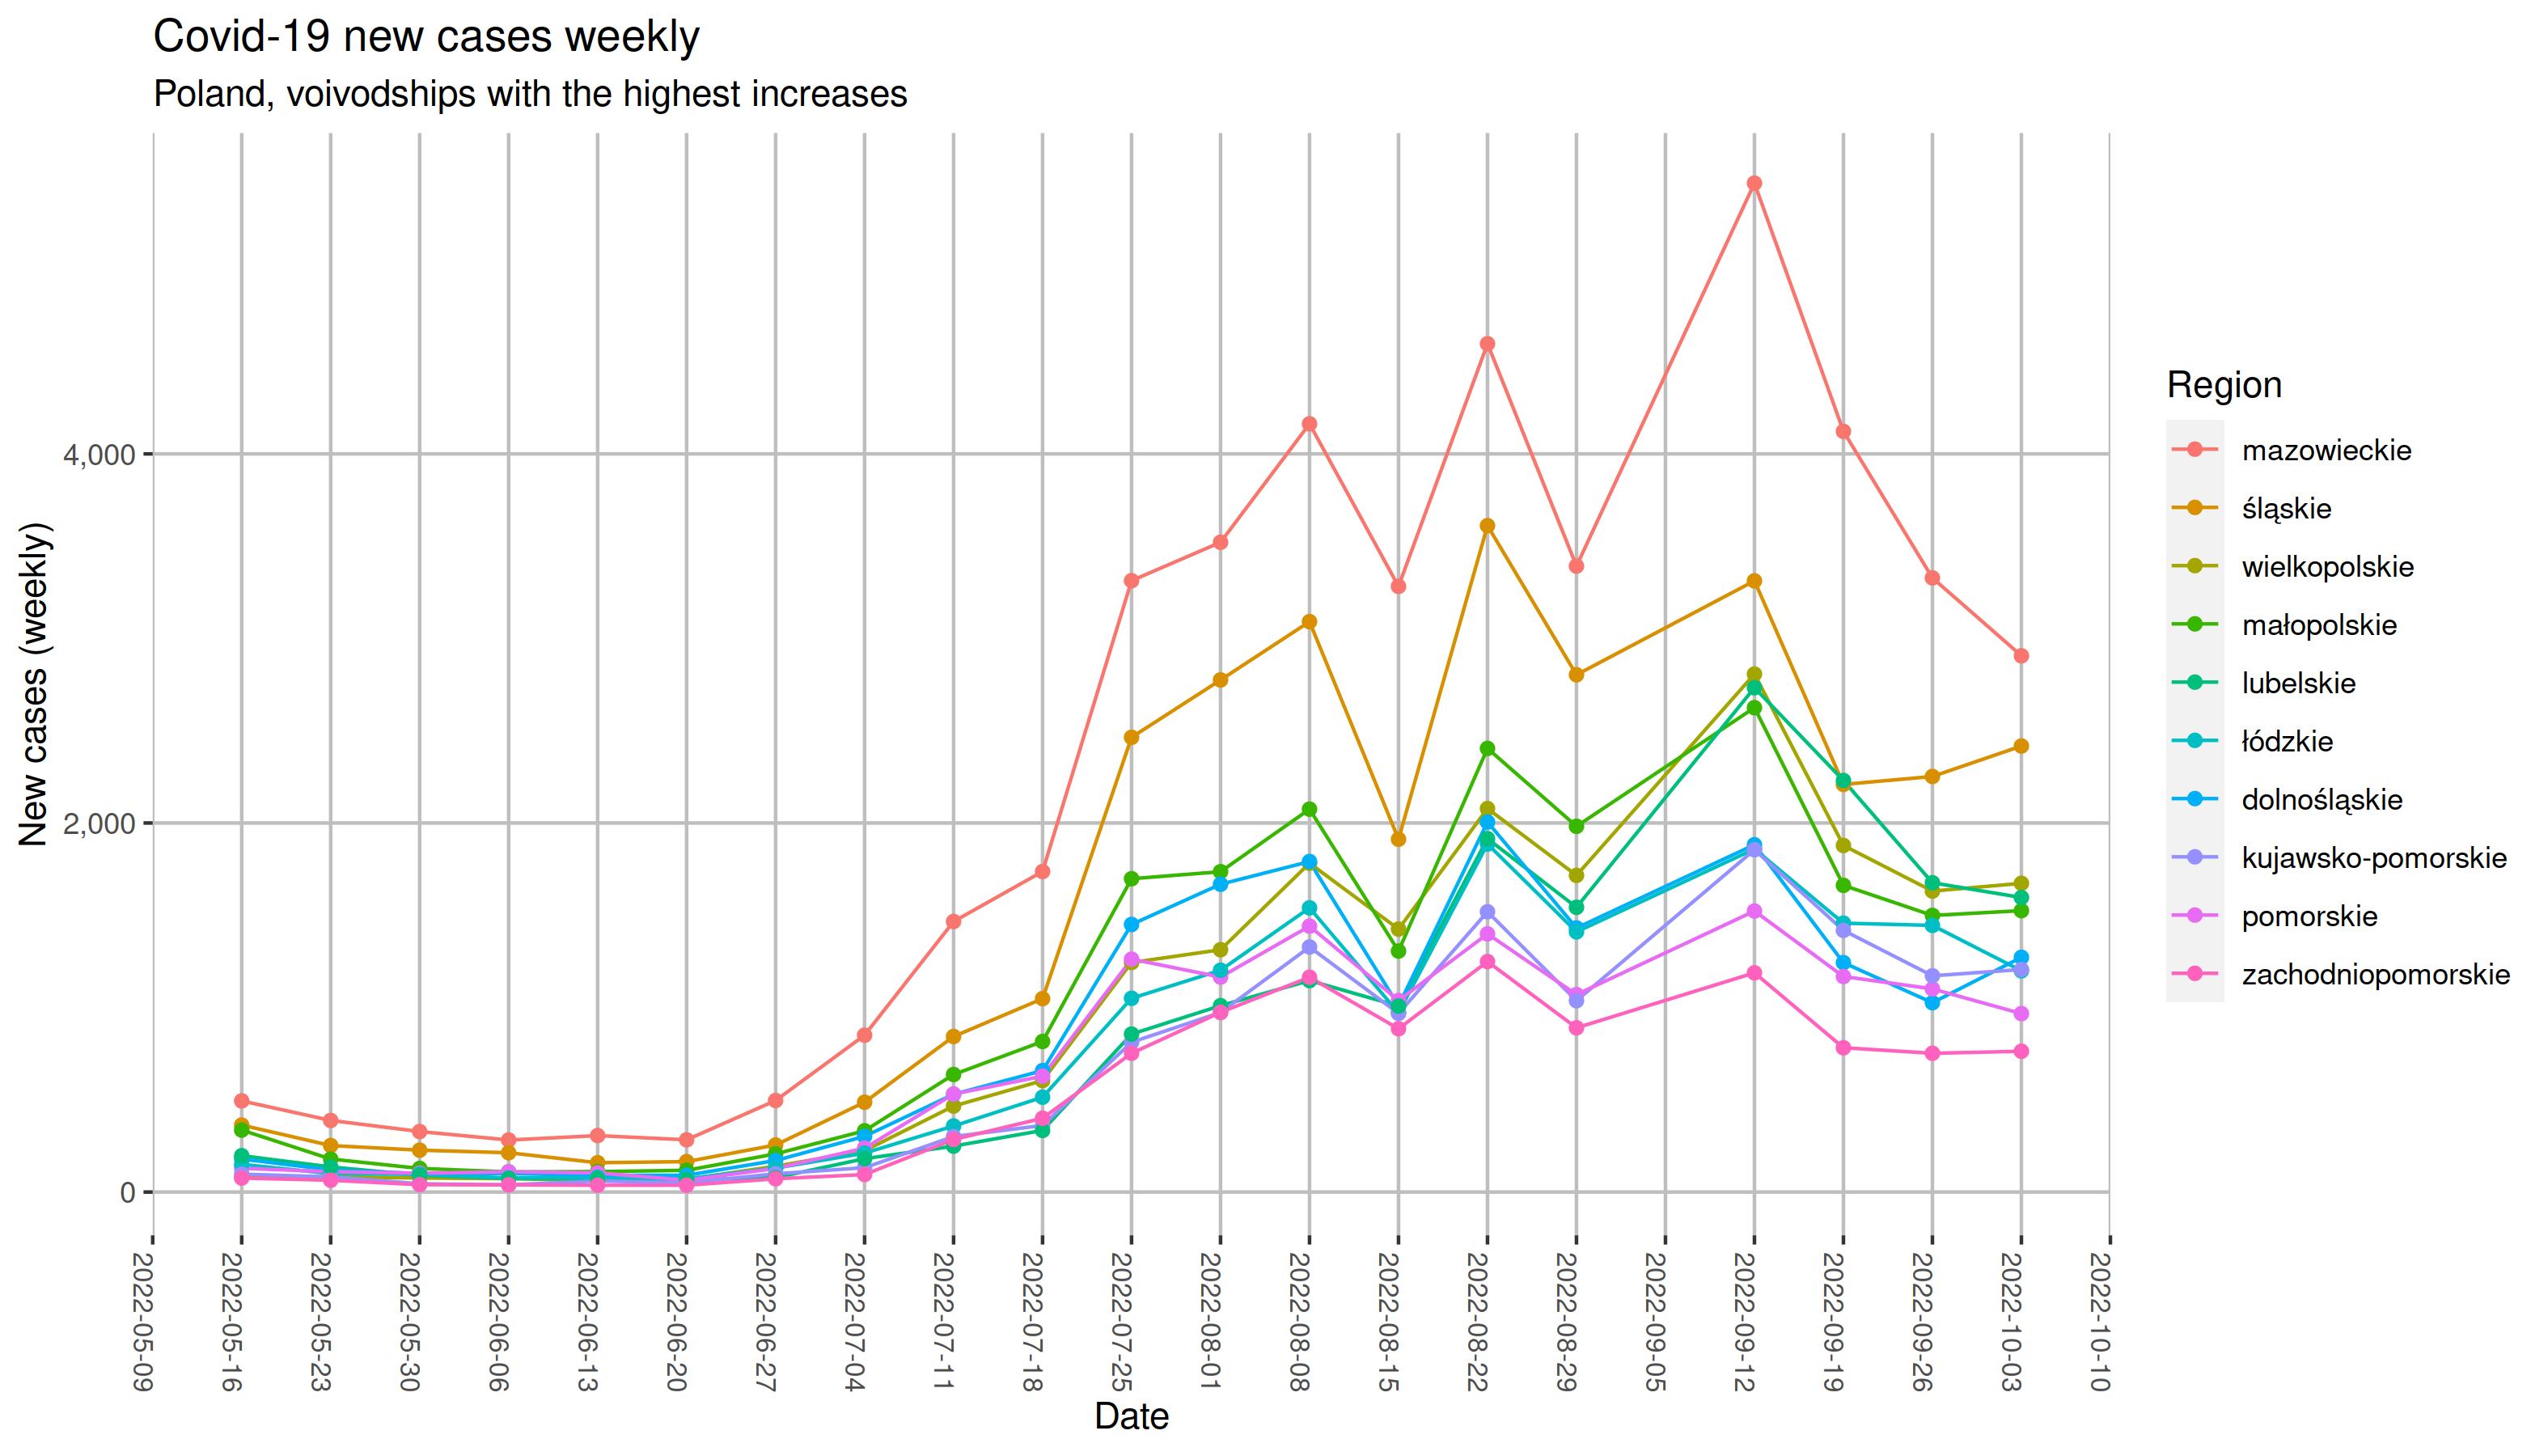 Covid-19 new cases weekly
Poland, voivodships with the highest increases
New cases (weekly)
4,000
2,000
0
2022-05-09
2022-05-16
2022-05-23
2022-05-30
2022-06-06
2022-06-13
2022-06-20
2022-06-27
2022-07-04
2022-07-11
2022-07-18
2022-07-25
2022-08-01
2022-08-08
2022-08-15
2022-08-22
2022-08-29
2022-09-05
2022-09-12
2022-09-19
2022-09-26
2022-10-03
2022-10-10
Date
Region
mazowieckie
śląskie
wielkopolskie
małopolskie
lubelskie
łódzkie
dolnośląskie
kujawsko-pomorskie
pomorskie
zachodniopomorskie